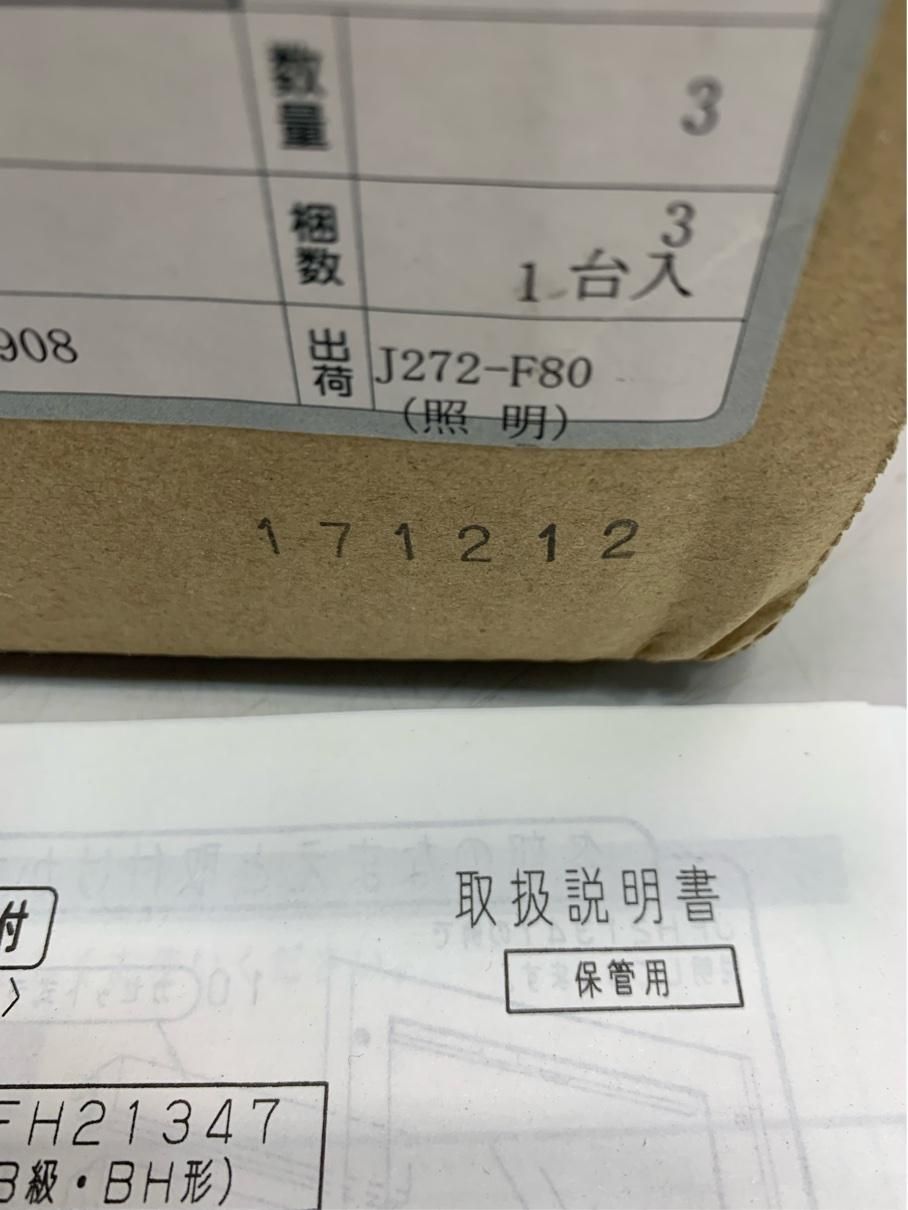 数量 3
梱数 3
1 台入
908 出荷 J272-F80
(照 明)
171212
取扱説明書
付
保管用
〉
FH21347
B級・BH形)